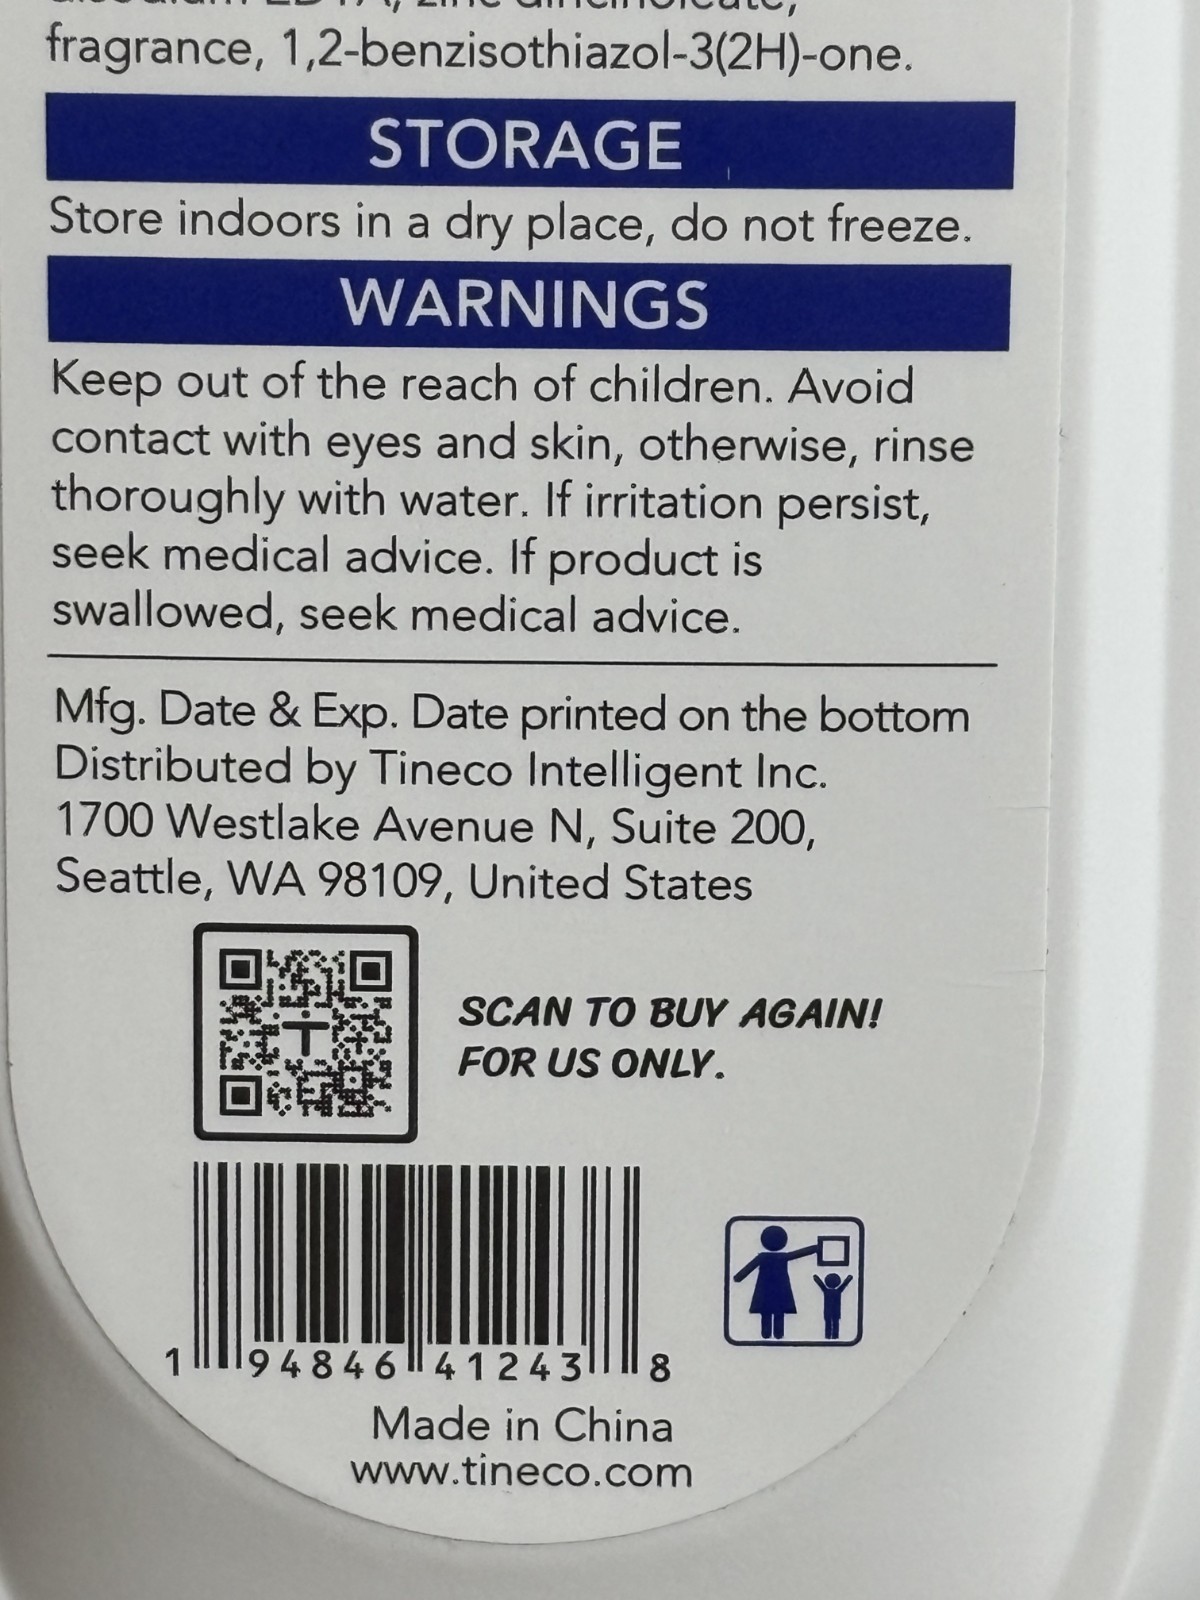 disodium EDTA, zinc diricinoleate,
fragrance, 1,2-benzisothiazol-3(2H)-one.
STORAGE
Store indoors in a dry place, do not freeze.
WARNINGS
Keep out of the reach of children. Avoid
contact with eyes and skin, otherwise, rinse
thoroughly with water. If irritation persist,
seek medical advice. If product is
swallowed, seek medical advice.
Mfg. Date & Exp. Date printed on the bottom
Distributed by Tineco Intelligent Inc.
1700 Westlake Avenue N, Suite 200,
Seattle, WA 98109, United States
T
SCAN TO BUY AGAIN!
FOR US ONLY.
1 94846 41243 8
Made in China
www.tineco.com